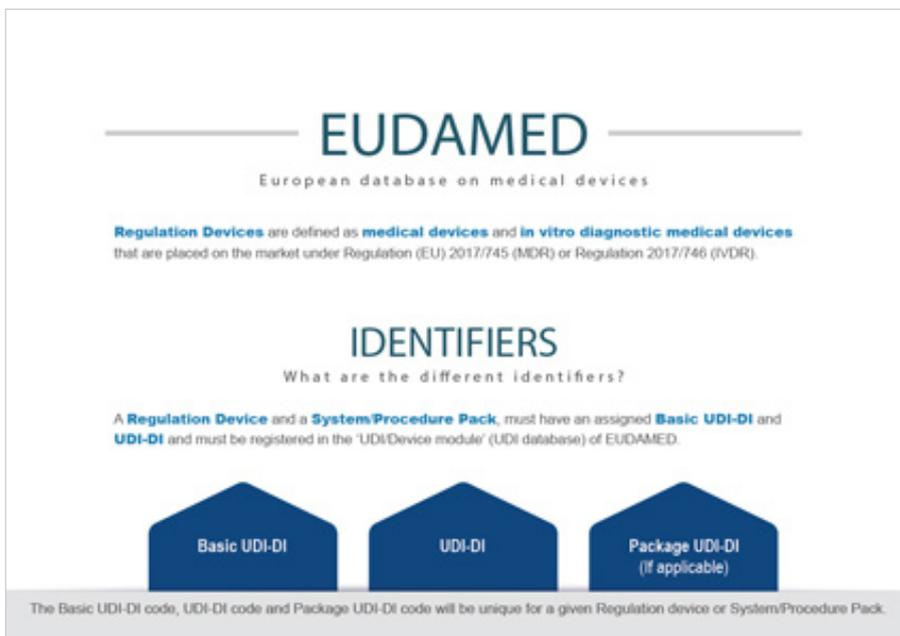 EUDAMED
European database on medical devices
Regulation Devices are defined as medical devices and in vitro diagnostic medical devices
that are placed on the market under Regulation (EU) 2017/745 (MDR) or Regulation 2017/746 (IVDR).
IDENTIFIERS
What are the different identifiers?
A Regulation Device and a System/Procedure Pack, must have an assigned Basic UDI-DI and
UDI-DI and must be registered in the 'UDI/Device module' (UDI database) of EUDAMED.
Basic UDI-DI
UDI-DI
Package UDI-DI
(If applicable)
The Basic UDI-DI code, UDI-DI code and Package UDI-DI code will be unique for a given Regulation device or System/Procedure Pack.